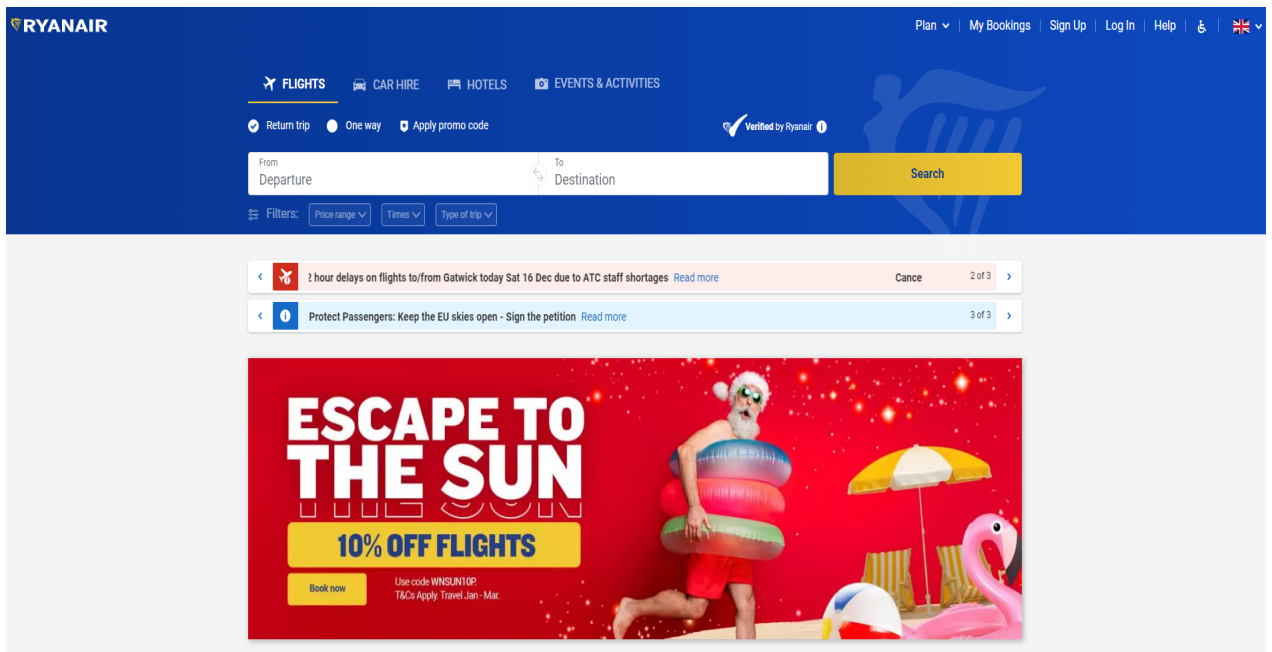 RYANAIR
Plan My Bookings Sign Up Log In Help
FLIGHTS CAR HIRE HOTELS EVENTS & ACTIVITIES
Return trip One way Apply promo code Verified by Ryanair
From To
Departure Destination Search
Filters: Price range Times Type of trip
2 hour delays on flights to/from Gatwick today Sat 16 Dec due to ATC staff shortages Read more Cance 2 of 3
Protect Passengers: Keep the EU skies open - Sign the petition Read more 3 of 3
ESCAPE TO
THE SUN
10% OFF FLIGHTS
Book now
Use code WNSUN10P.
T&Cs Apply. Travel Jan - Mar.